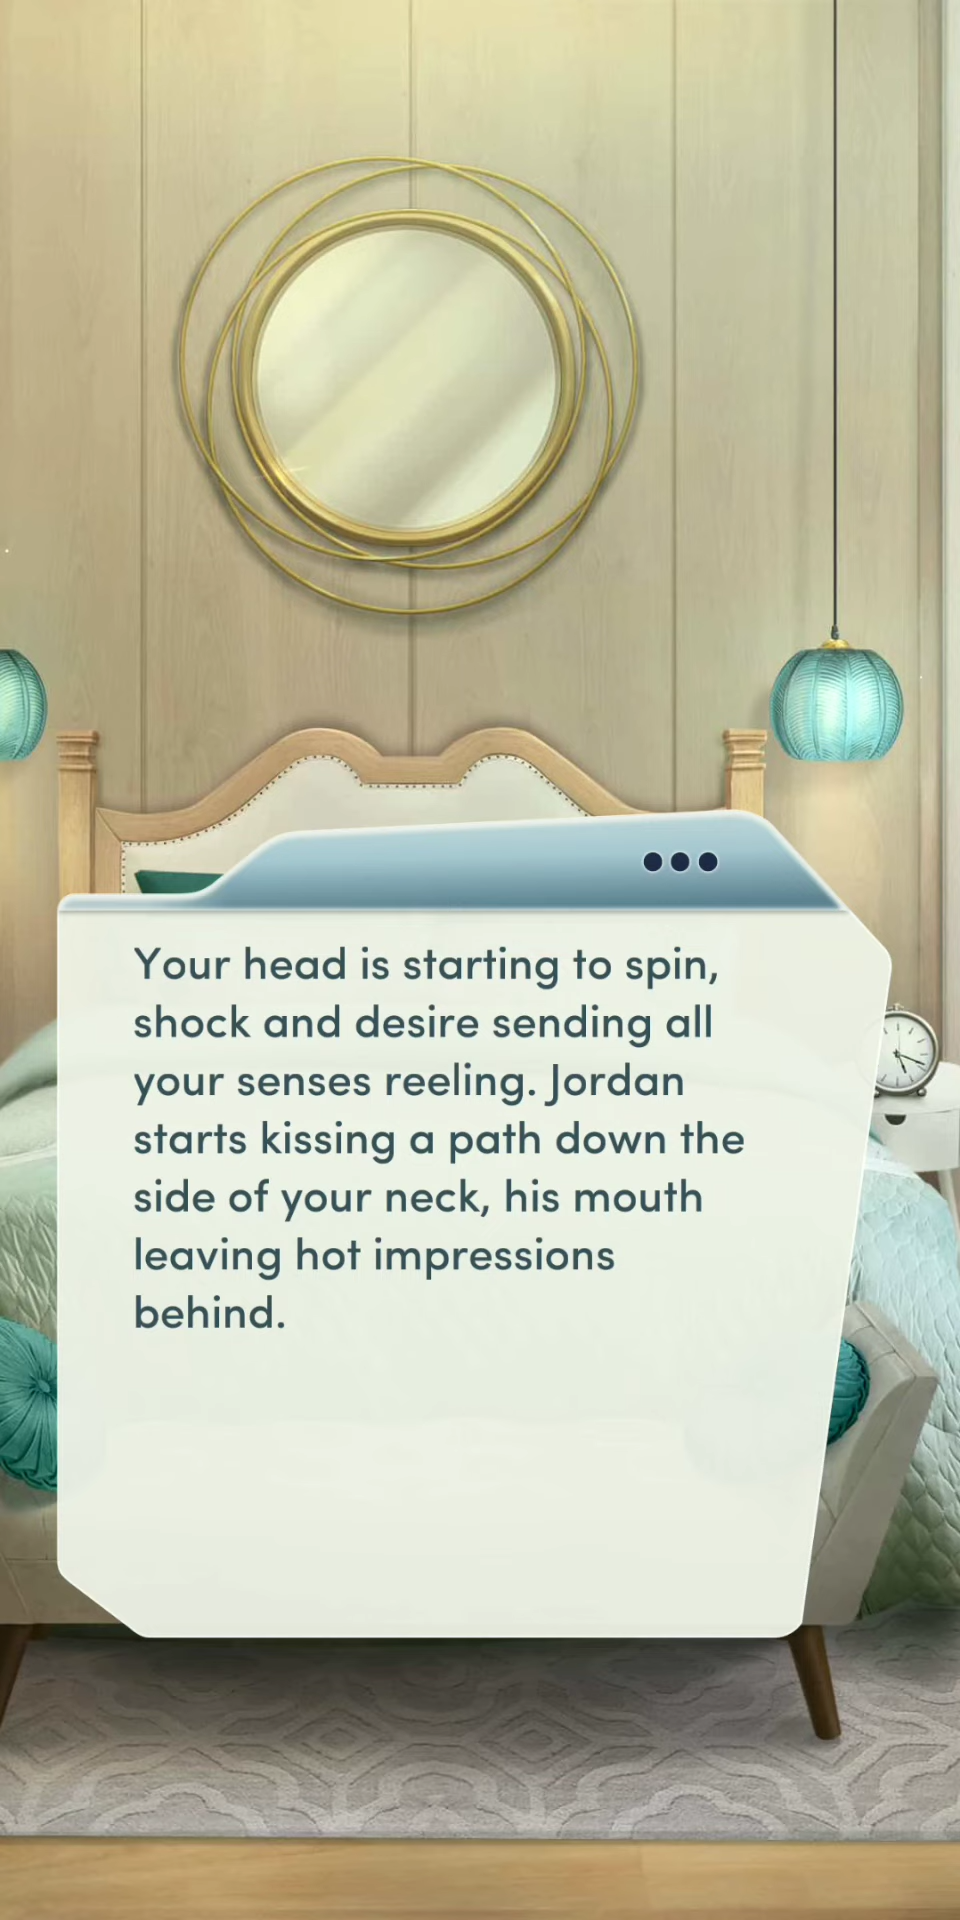 Your head is starting to spin,
shock and desire sending all
your senses reeling. Jordan
starts kissing a path down the
side of your neck, his mouth
leaving hot impressions
behind.